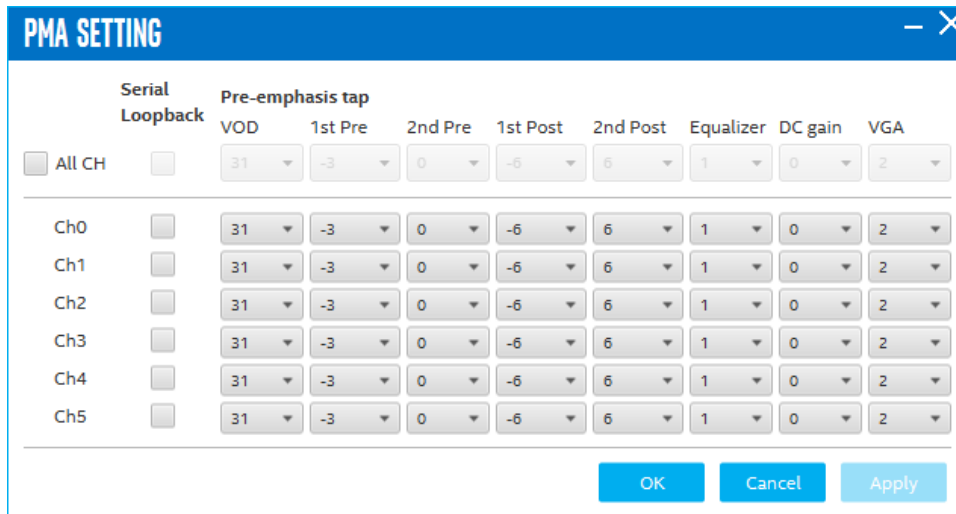 PMA SETTING
Serial Loopback
Pre-emphasis tap
VOD 1st Pre 2nd Pre 1st Post 2nd Post Equalizer DC gain VGA
All CH 31 -3 0 -6 6 1 0 2
Ch0 31 -3 0 -6 6 1 0 2
Ch1 31 -3 0 -6 6 1 0 2
Ch2 31 -3 0 -6 6 1 0 2
Ch3 31 -3 0 -6 6 1 0 2
Ch4 31 -3 0 -6 6 1 0 2
Ch5 31 -3 0 -6 6 1 0 2
OK Cancel Apply